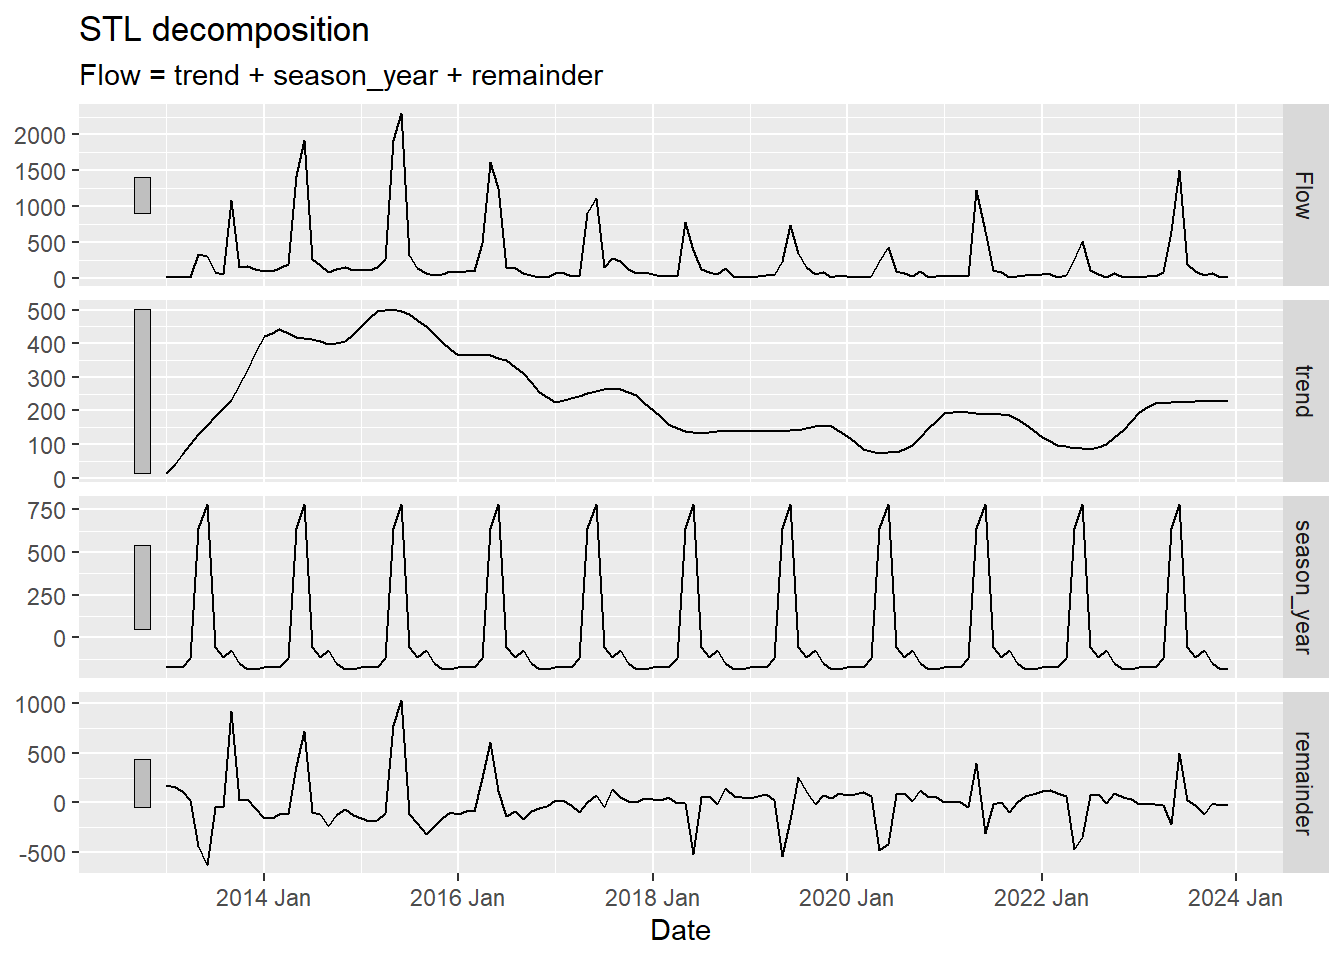 STL decomposition
Flow = trend + season_year + remainder
2000
1500
1000
500
0
Flow
500
400
300
200
100
0
trend
750
500
250
0
season_year
1000
500
0
-500
remainder
2014 Jan 2016 Jan 2018 Jan 2020 Jan 2022 Jan 2024 Jan
Date